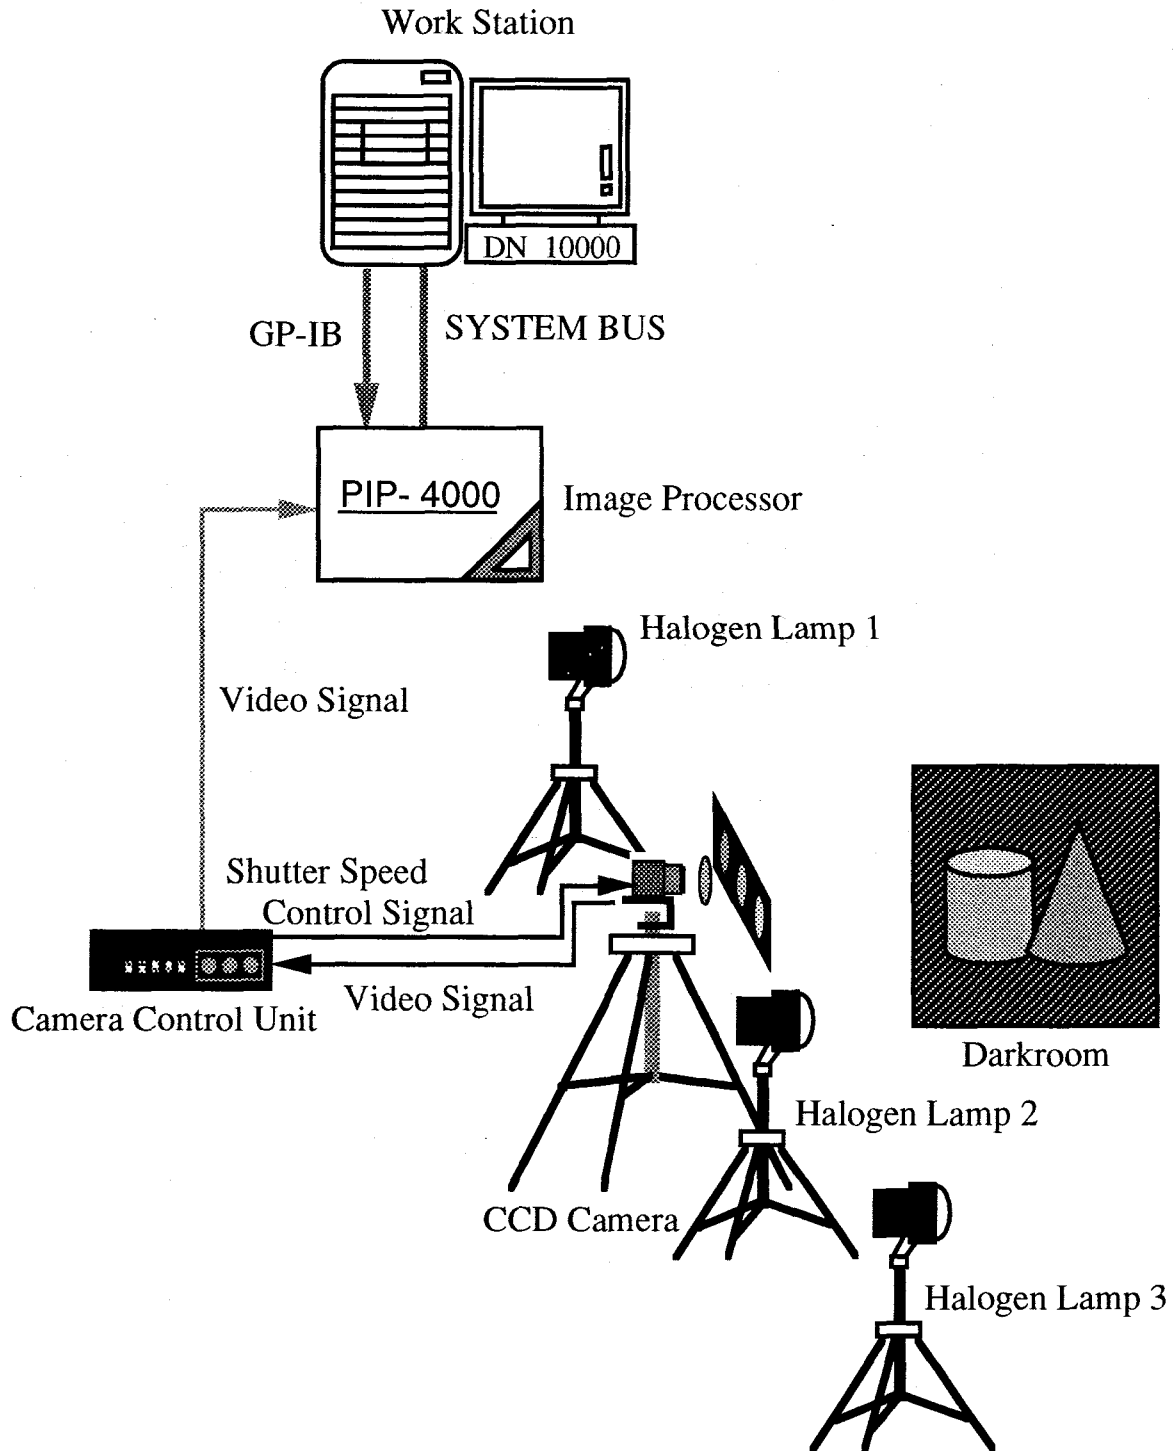 Work Station
DN 10000
GP-IB
SYSTEM BUS
PIP- 4000
Image Processor
Halogen Lamp 1
Video Signal
Shutter Speed
Control Signal
Video Signal
Camera Control Unit
Darkroom
Halogen Lamp 2
CCD Camera
Halogen Lamp 3